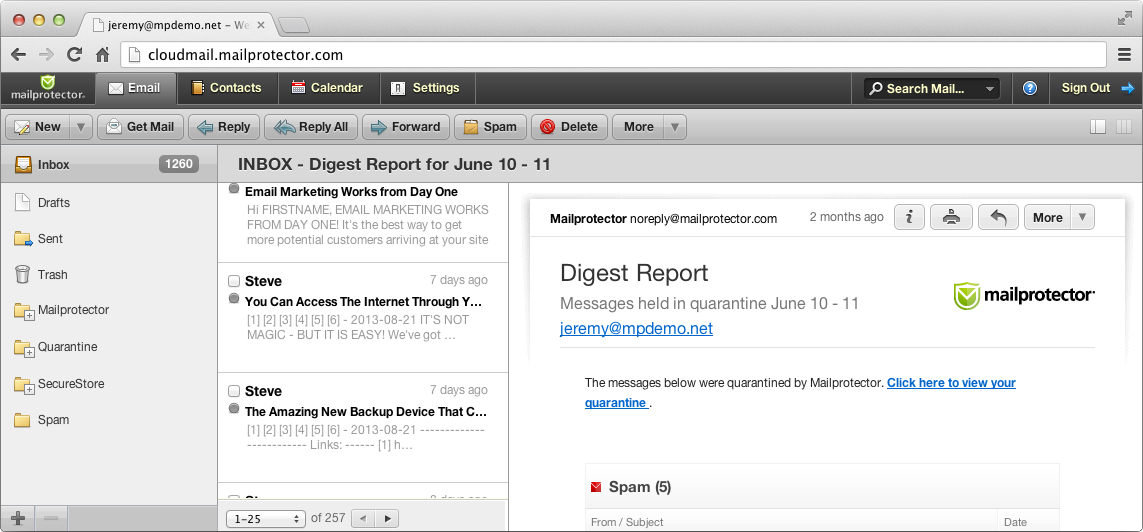 jeremy@mpdemo.net – We
cloudmail.mailprotector.com
mailprotector
Email
Contacts
Calendar
Settings
Search Mail...
Sign Out
New
Get Mail
Reply
Reply All
Forward
Spam
Delete
More
Inbox
1260
Drafts
Sent
Trash
Mailprotector
Quarantine
SecureStore
Spam
INBOX - Digest Report for June 10 - 11
Email Marketing Works from Day One
Hi FIRSTNAME, EMAIL MARKETING WORKS
FROM DAY ONE! It's the best way to get
more potential customers arriving at your site
Steve 7 days ago
You Can Access The Internet Through Y…
[1] [2] [3] [4] [5] [6] - 2013-08-21 IT'S NOT
MAGIC - BUT IT IS EASY! We've got …
Steve 7 days ago
The Amazing New Backup Device That C…
[1] [2] [3] [4] [5] [6] - 2013-08-21 -------------
------------------------- Links: ------ [1] h…
1-25
of 257
Mailprotector noreply@mailprotector.com
2 months ago
i
More
Digest Report
Messages held in quarantine June 10 - 11
jeremy@mpdemo.net
mailprotector
The messages below were quarantined by Mailprotector. Click here to view your
quarantine .
Spam (5)
From / Subject
Date